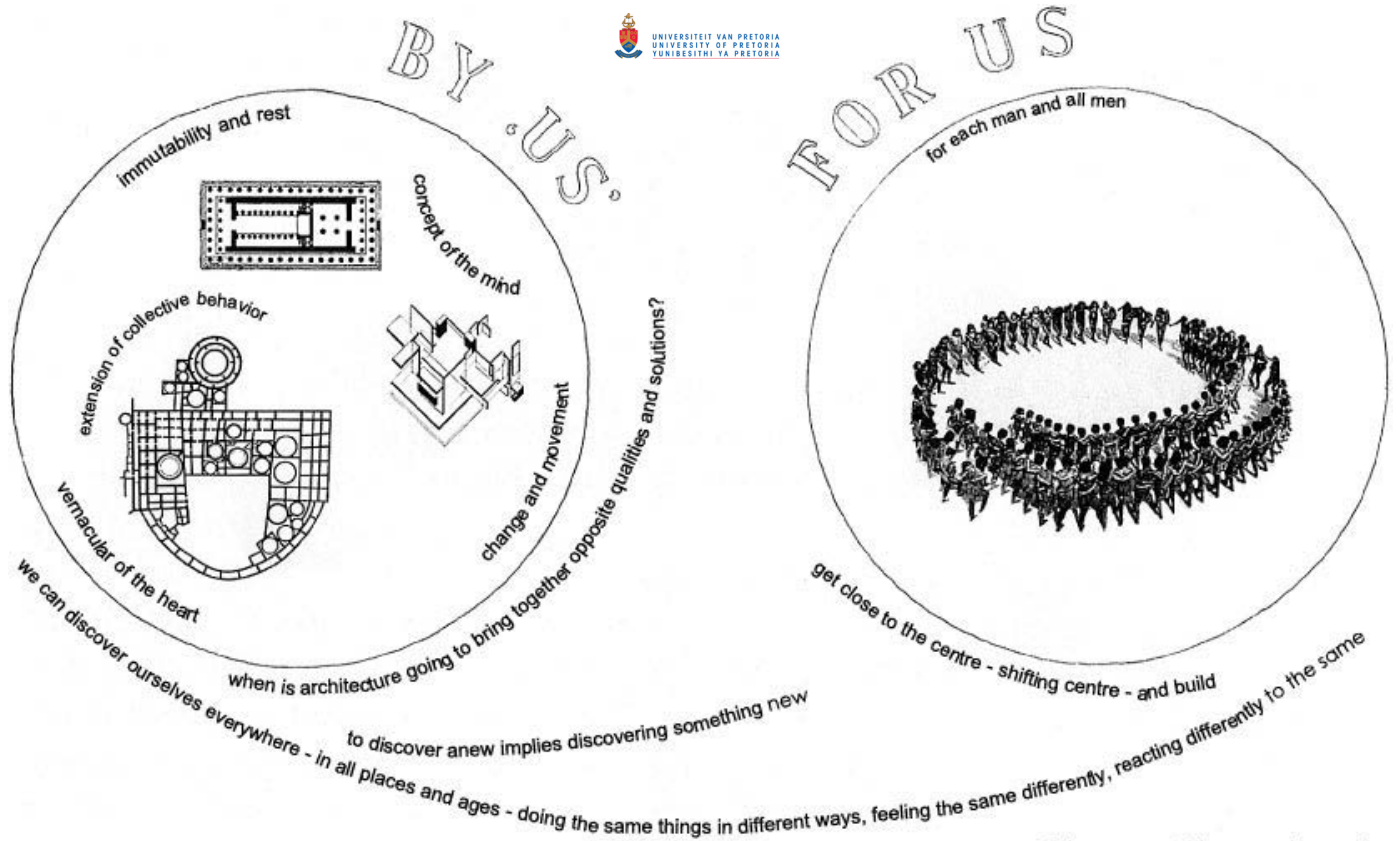 UNIVERSITEIT VAN PRETORIA
UNIVERSITY OF PRETORIA
YUNIBESITHI YA PRETORIA
BY 'US'
immutability and rest
concept of the mind
extension of collective behavior
change and movement
vernacular of the heart
when is architecture going to bring together opposite qualities and solutions?
to discover anew implies discovering something new
we can discover ourselves everywhere - in all places and ages - doing the same things in different ways, feeling the same differently, reacting differently to the same
FOR US
for each man and all men
get close to the centre - shifting centre - and build